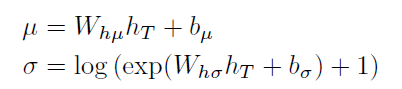 μ = W_{hμ}h_T + b_μ
σ = log (exp(W_{hσ}h_T + b_σ) + 1)